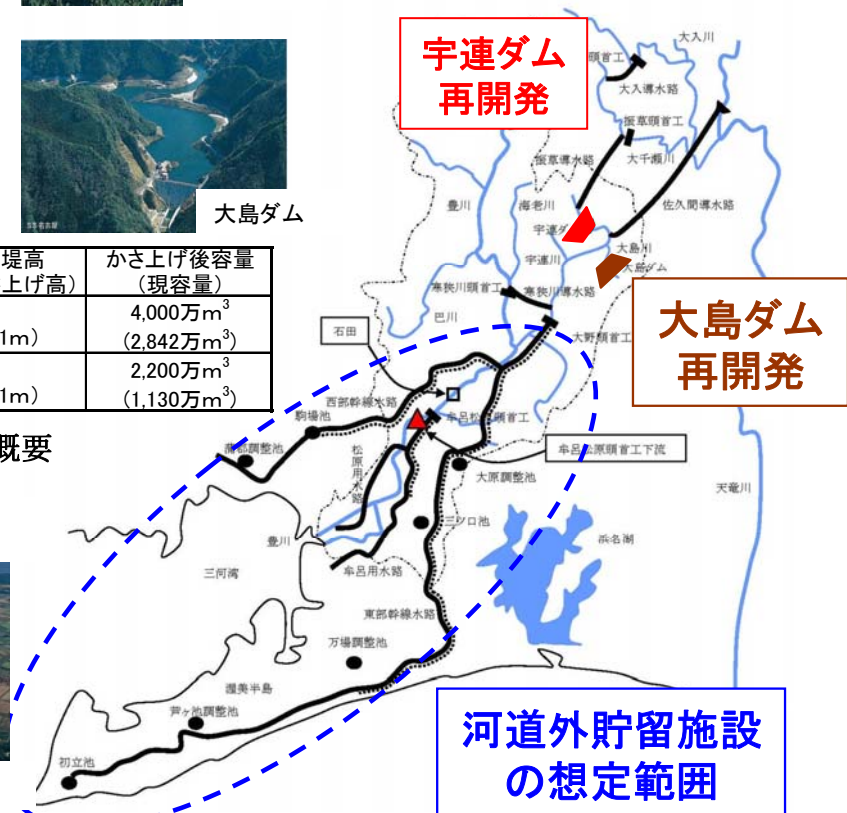 宇連ダム
再開発
大島ダム
堤高
上げ高)
かさ上げ後容量
(現容量)
1m)
4,000万m³
(2,842万m³)
1m)
2,200万m³
(1,130万m³)
概要
大入川
頭首工
大入導水路
振草頭首工
振草導水路
大千瀬川
豊川
海老川
佐久間導水路
宇連ダ
大島川
大島ダム
宇連川
寒狭川頭首工
寒狭川導水路
大島ダム
再開発
巴川
大野頭首工
石田
西部幹線水路
駒場池
牟呂松原頭首工
蒲郡調整池
松原用水路
牟呂松原頭首工下流
大原調整池
天竜川
三ツ口池
豊川
浜名湖
三河湾
牟呂用水路
東部幹線水路
万場調整池
渥美半島
芦ヶ池調整池
初立池
河道外貯留施設
の想定範囲